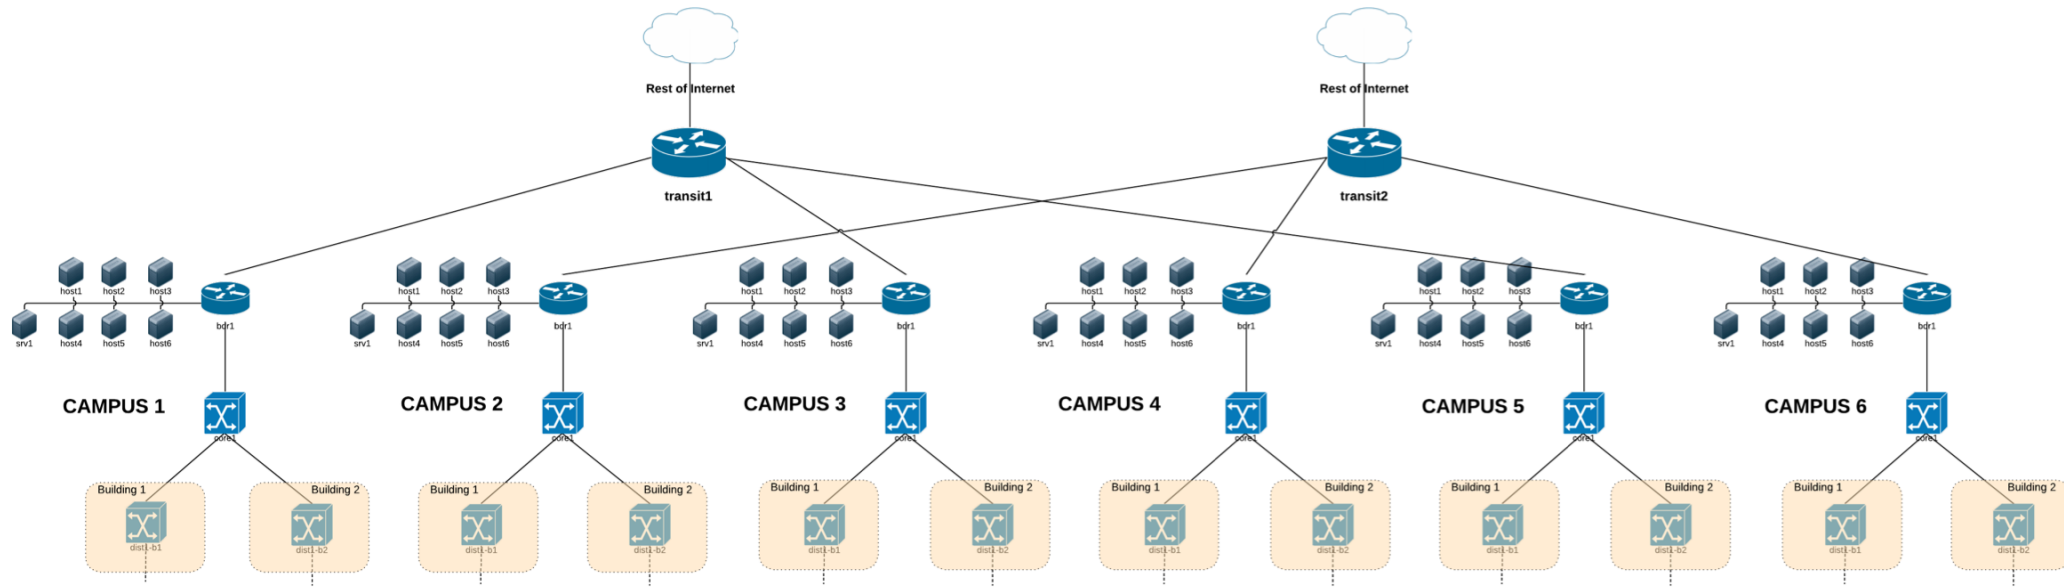 Rest of Internet
Rest of Internet
transit1
transit2
host1 host2 host3
host1 host2 host3
host1 host2 host3
host1 host2 host3
host1 host2 host3
host1 host2 host3
bdr1
bdr1
bdr1
bdr1
bdr1
bdr1
srv1 host4 host5 host6
srv1 host4 host5 host6
srv1 host4 host5 host6
srv1 host4 host5 host6
srv1 host4 host5 host6
srv1 host4 host5 host6
CAMPUS 1
CAMPUS 2
CAMPUS 3
CAMPUS 4
CAMPUS 5
CAMPUS 6
core1
core1
core1
core1
core1
core1
Building 1
Building 2
Building 1
Building 2
Building 1
Building 2
Building 1
Building 2
Building 1
Building 2
Building 1
Building 2
dist1-b1
dist1-b2
dist1-b1
dist1-b2
dist1-b1
dist1-b2
dist1-b1
dist1-b2
dist1-b1
dist1-b2
dist1-b1
dist1-b2